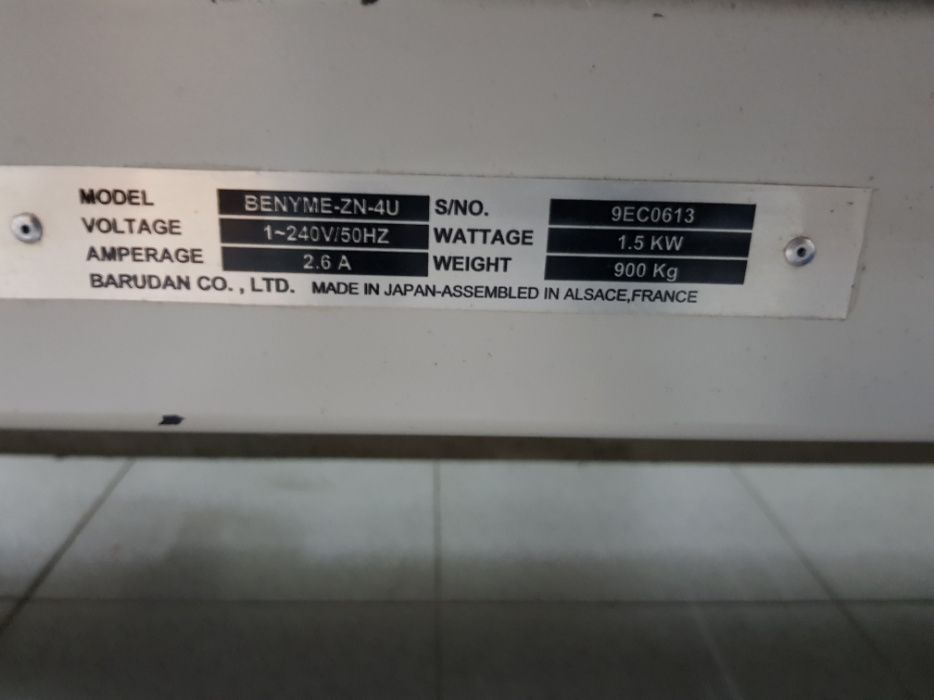 MODEL BENYME-ZN-4U S/NO. 9EC0613
VOLTAGE 1~240V/50HZ WATTAGE 1.5 KW
AMPERAGE 2.6 A WEIGHT 900 Kg
BARUDAN CO. , LTD. MADE IN JAPAN-ASSEMBLED IN ALSACE,FRANCE